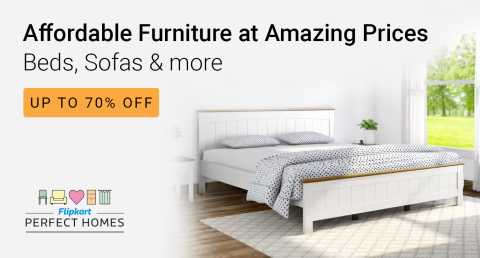 Affordable Furniture at Amazing Prices
Beds, Sofas & more
UP TO 70% OFF
Flipkart
PERFECT HOMES